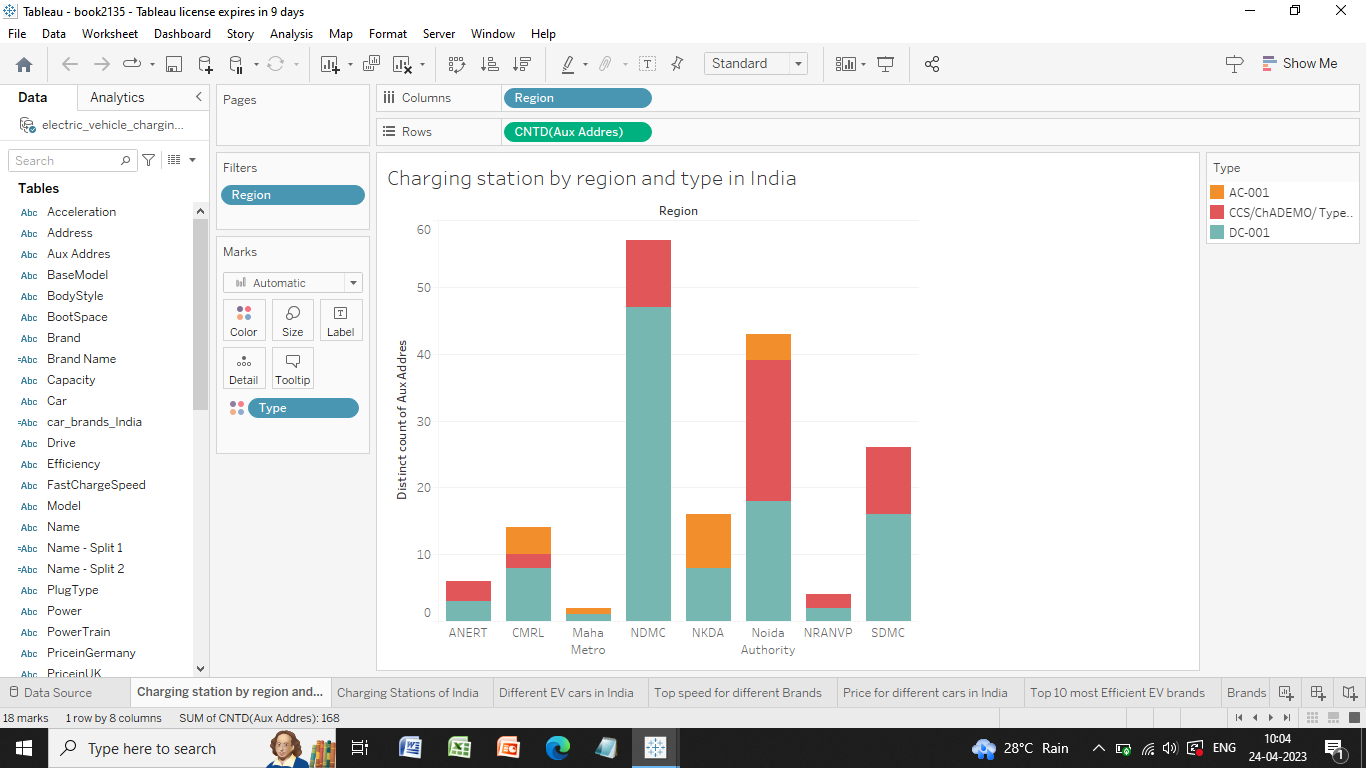 Tableau - book2135 - Tableau license expires in 9 days
File Data Worksheet Dashboard Story Analysis Map Format Server Window Help
Standard
Show Me
Data Analytics
electric_vehicle_chargin...
Search
Tables
Abc Acceleration
Abc Address
Abc Aux Addres
Abc BaseModel
Abc BodyStyle
Abc BootSpace
Abc Brand
=Abc Brand Name
Abc Capacity
Abc Car
=Abc car_brands_India
Abc Drive
Abc Efficiency
Abc FastChargeSpeed
Abc Model
Abc Name
=Abc Name - Split 1
=Abc Name - Split 2
Abc PlugType
Abc Power
Abc PowerTrain
Abc PriceinGermany
Abc PriceinUK
Pages
Filters
Region
Marks
Automatic
Color Size Label
Detail Tooltip
Type
Columns Region
Rows CNTD(Aux Addres)
Charging station by region and type in India
Region
60
50
40
30
20
10
0
Distinct count of Aux Addres
ANERT CMRL Maha Metro NDMC NKDA Noida Authority NRANVP SDMC
Type
AC-001
CCS/ChADEMO/ Type..
DC-001
Data Source Charging station by region and... Charging Stations of India Different EV cars in India Top speed for different Brands Price for different cars in India Top 10 most Efficient EV brands Brands
18 marks 1 row by 8 columns SUM of CNTD(Aux Addres): 168
Type here to search
28°C Rain
ENG
10:04
24-04-2023
1